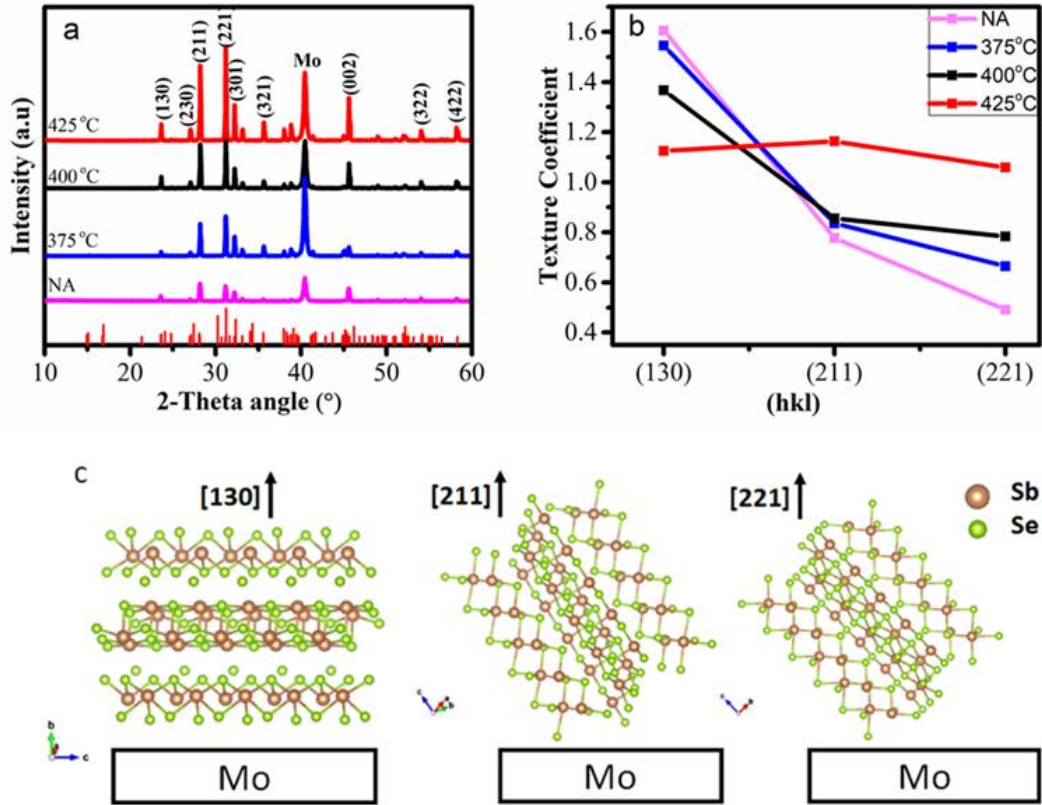 a
(130)
(230)
(211)
(221)
(301)
(321)
Mo
(002)
(322)
(422)
425 °C
400 °C
375 °C
NA
Intensity (a.u)
10 20 30 40 50 60
2-Theta angle (°)
b
NA
375°C
400°C
425°C
1.6
1.4
1.2
1.0
0.8
0.6
0.4
Texture Coefficient
(130) (211) (221)
(hkl)
c
[130] [211] [221]
Sb
Se
b
a
c
c
a
b
c
a
Mo Mo Mo